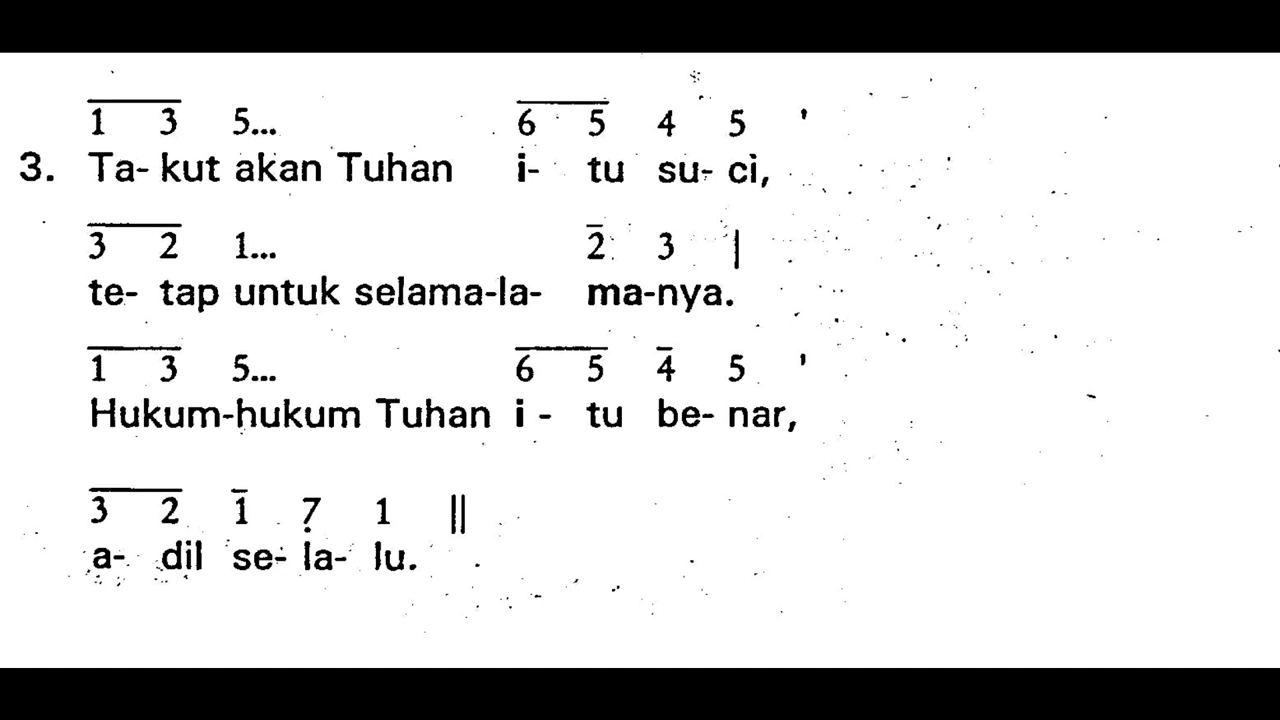 1 3 5... 6 5 4 5 '
3. Ta- kut akan Tuhan i- tu su- ci,
3 2 1... 2 3 |
te- tap untuk selama-la- ma-nya.
1 3 5... 6 5 4 5 '
Hukum-hukum Tuhan i - tu be- nar,
3 2 1 7̣ 1 ||
a- dil se- la- lu.